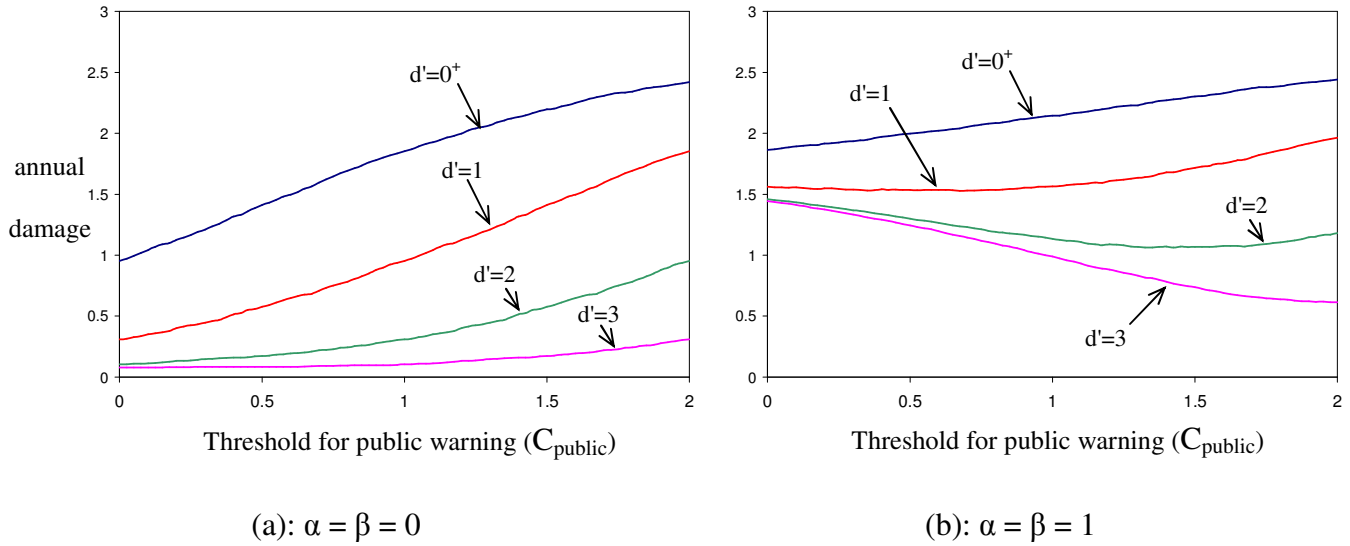 3
2.5
2
1.5
1
0.5
0
annual
damage
d'=0⁺
d'=1
d'=2
d'=3
0 0.5 1 1.5 2
Threshold for public warning (Cpublic)
(a): α = β = 0
3
2.5
2
1.5
1
0.5
0
d'=0⁺
d'=1
d'=2
d'=3
0 0.5 1 1.5 2
Threshold for public warning (Cpublic)
(b): α = β = 1